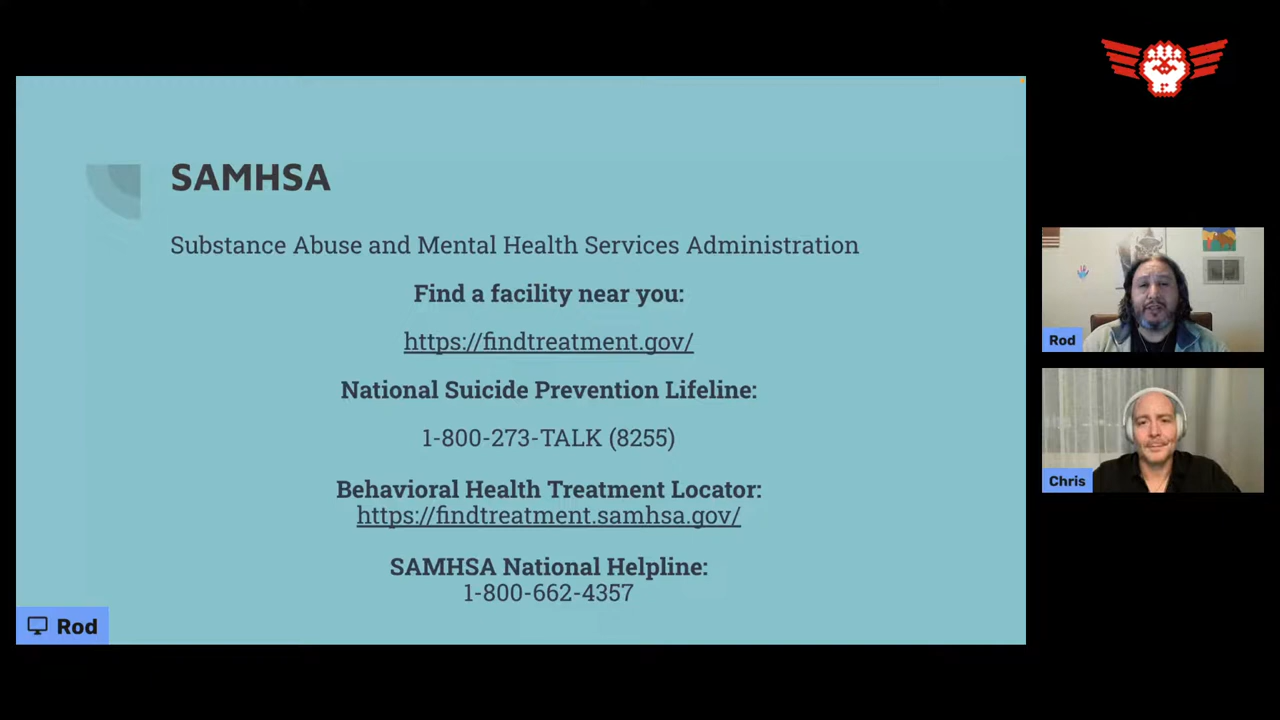 SAMHSA
Substance Abuse and Mental Health Services Administration
Find a facility near you:
https://findtreatment.gov/
National Suicide Prevention Lifeline:
1-800-273-TALK (8255)
Behavioral Health Treatment Locator:
https://findtreatment.samhsa.gov/
SAMHSA National Helpline:
1-800-662-4357
Rod
Rod
Chris